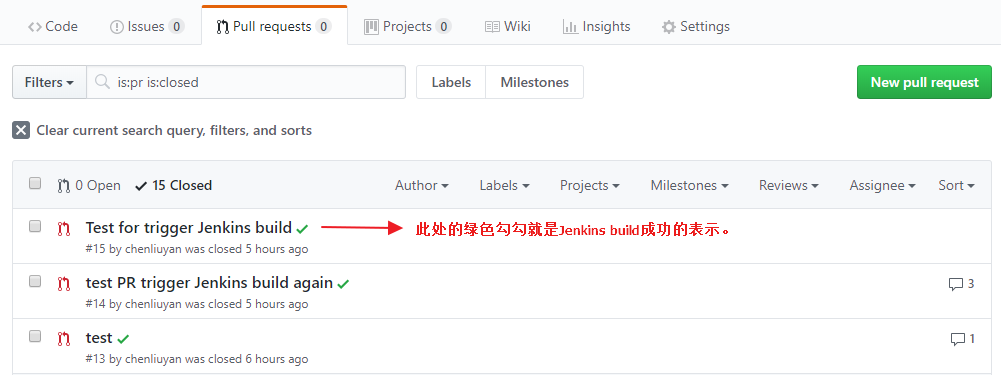 Code Issues 0 Pull requests 0 Projects 0 Wiki Insights Settings
Filters is:pr is:closed Labels Milestones New pull request
Clear current search query, filters, and sorts
0 Open 15 Closed Author Labels Projects Milestones Reviews Assignee Sort
Test for trigger Jenkins build 此处的绿色勾勾就是Jenkins build成功的表示。
#15 by chenliuyan was closed 5 hours ago
test PR trigger Jenkins build again 3
#14 by chenliuyan was closed 5 hours ago
test 1
#13 by chenliuyan was closed 6 hours ago